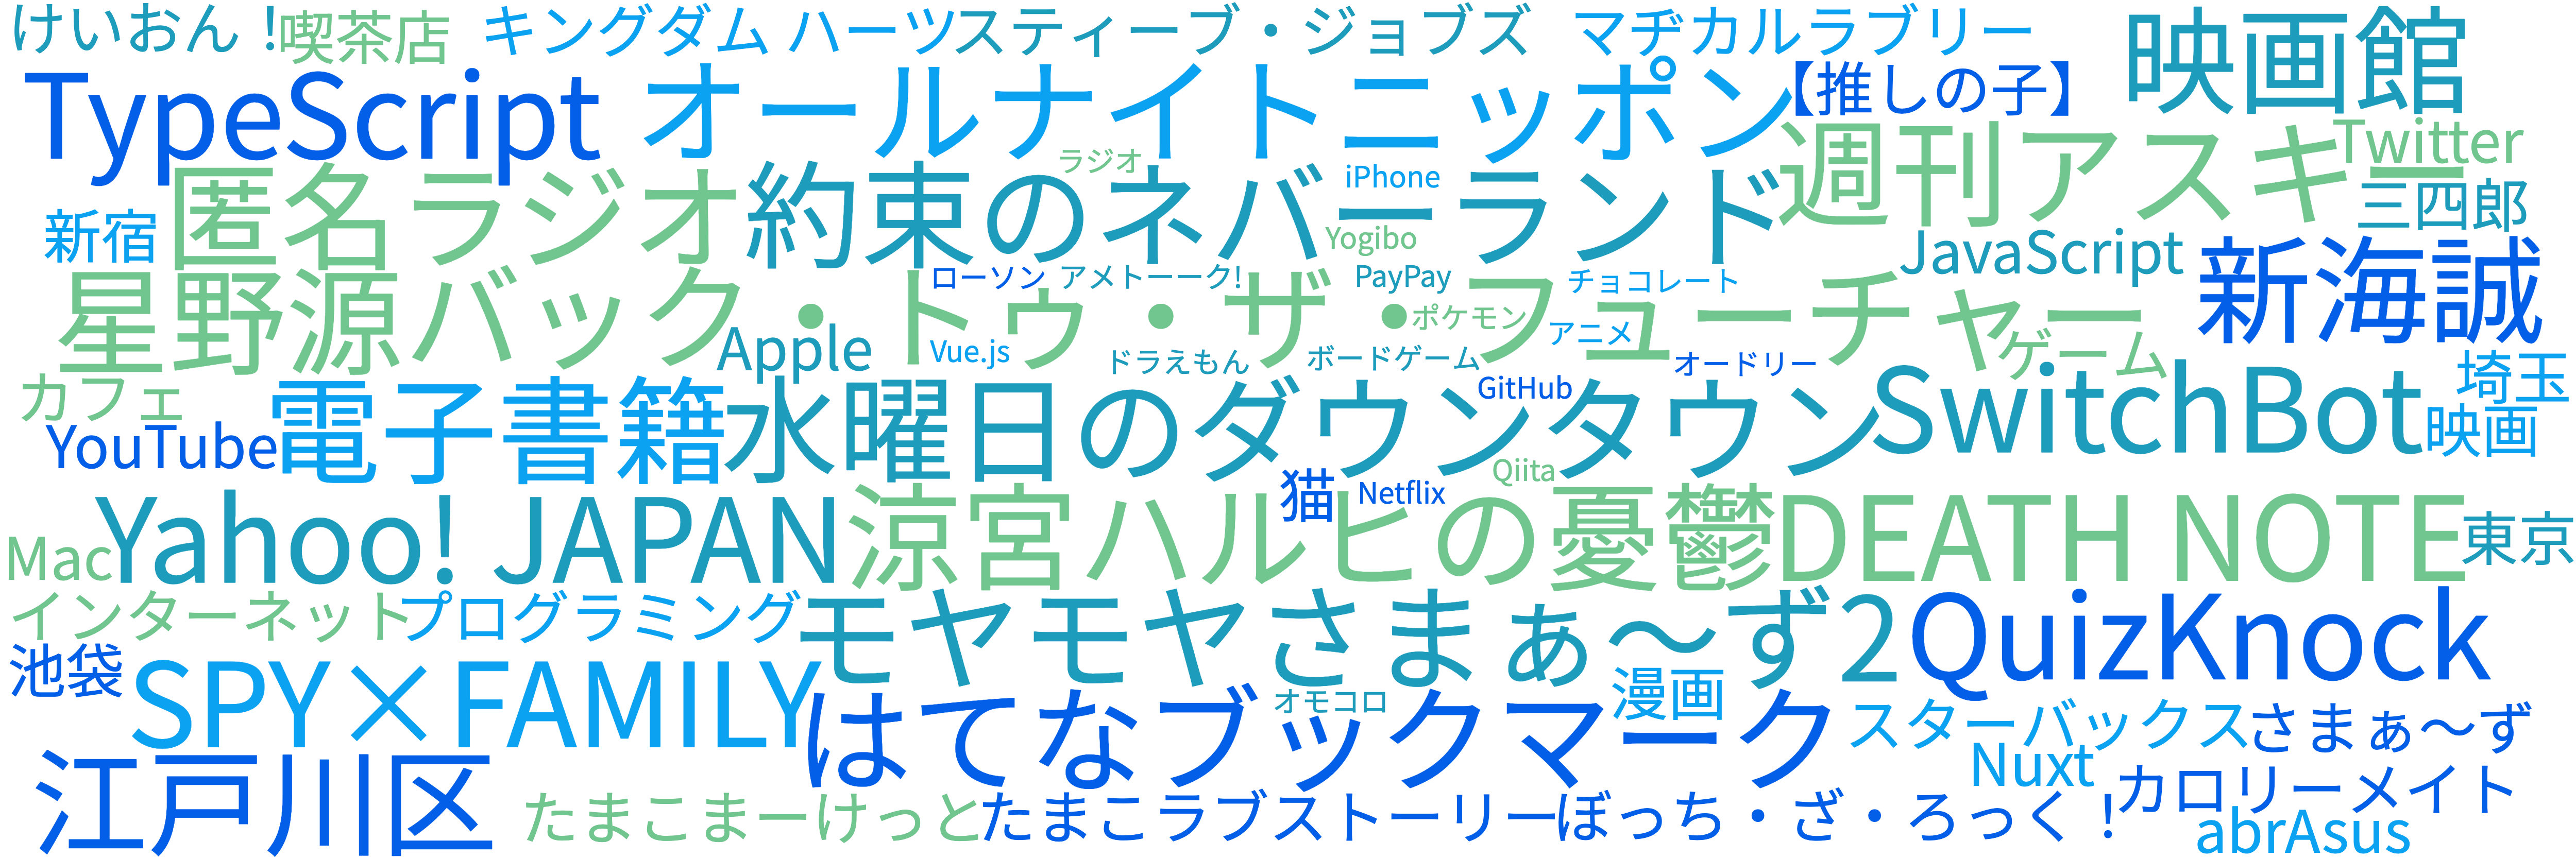 けいおん！
喫茶店
キングダム ハーツ
スティーブ・ジョブズ
マヂカルラブリー
映画館
TypeScript
オールナイトニッポン
【推しの子】
週刊アスキー
Twitter
匿名ラジオ
約束のネバーランド
ラジオ
iPhone
三四郎
新宿
Yogibo
JavaScript
新海誠
星野源
バック・トゥ・ザ・フューチャー
ローソン
アメトーーク!
PayPay
チョコレート
ポケモン
アニメ
Apple
Vue.js
ドラえもん
ボードゲーム
オードリー
ゲーム
カフェ
電子書籍
水曜日のダウンタウン
GitHub
SwitchBot
埼玉
YouTube
映画
Qiita
猫
Netflix
Yahoo! JAPAN
涼宮ハルヒの憂鬱
DEATH NOTE
東京
Mac
インターネット
プログラミング
モヤモヤさまぁ〜ず2
QuizKnock
池袋
SPY×FAMILY
漫画
はてなブックマーク
オモコロ
スターバックス
さまぁ〜ず
江戸川区
Nuxt
カロリーメイト
たまこまーけっと
たまこラブストーリー
ぼっち・ざ・ろっく！
abrAsus